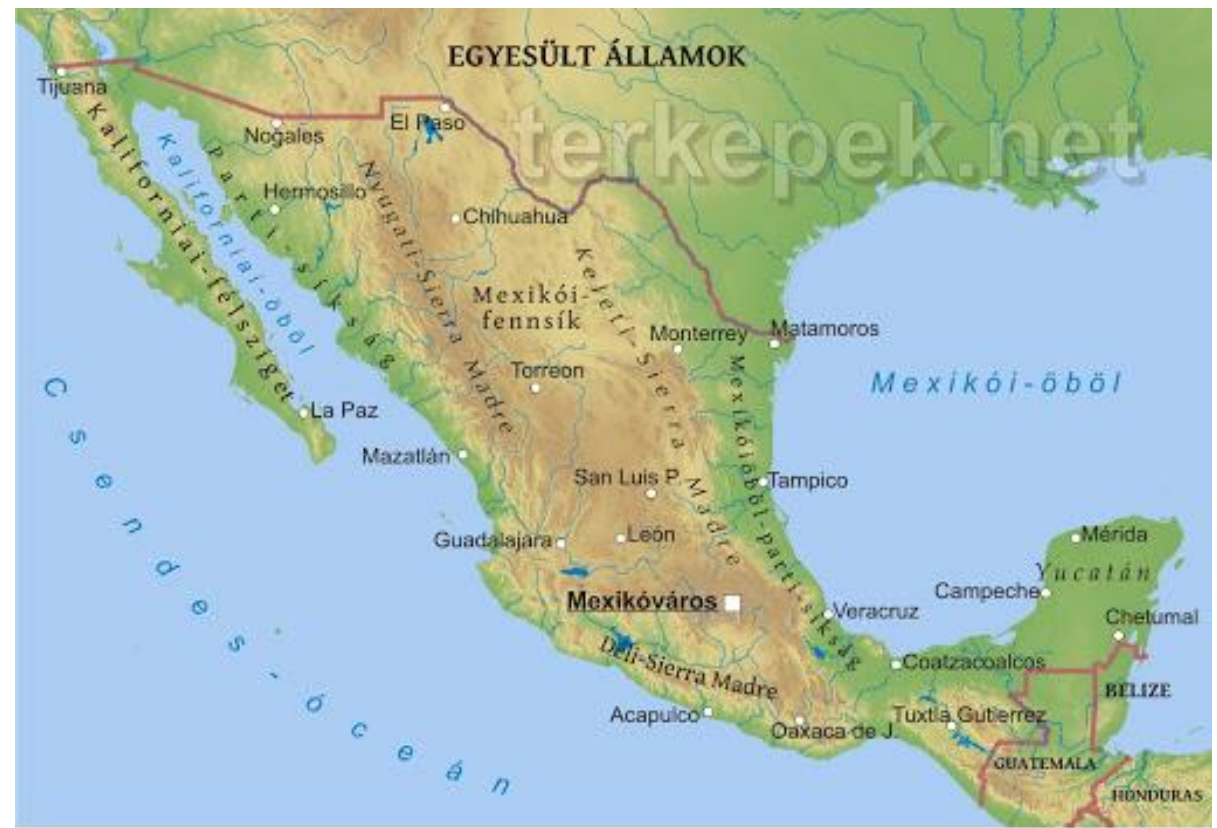 EGYESÜLT ÁLLAMOK
terkepek.net
Tijuana
Nogales
El Paso
Hermosillo
Chihuahua
Kaliforniai-félsziget
Kaliforniai-öböl
Parti-síkság
Nyugati-Sierra Madre
Mexikói-
fennsík
Keleti-Sierra Madre
Monterrey
Matamoros
Torreon
Mexikói-öböl
Mexikóiöböl-parti-síkság
La Paz
Mazatlán
San Luis P.
Tampico
Csendes-óceán
Guadalajara
León
Mérida
Yucatán
Campeche
Mexikóváros
Veracruz
Chetumal
Déli-Sierra Madre
Coatzacoalcos
BELIZE
Acapulco
Oaxaca de J.
Tuxtla Gutierrez
GUATEMALA
HONDURAS